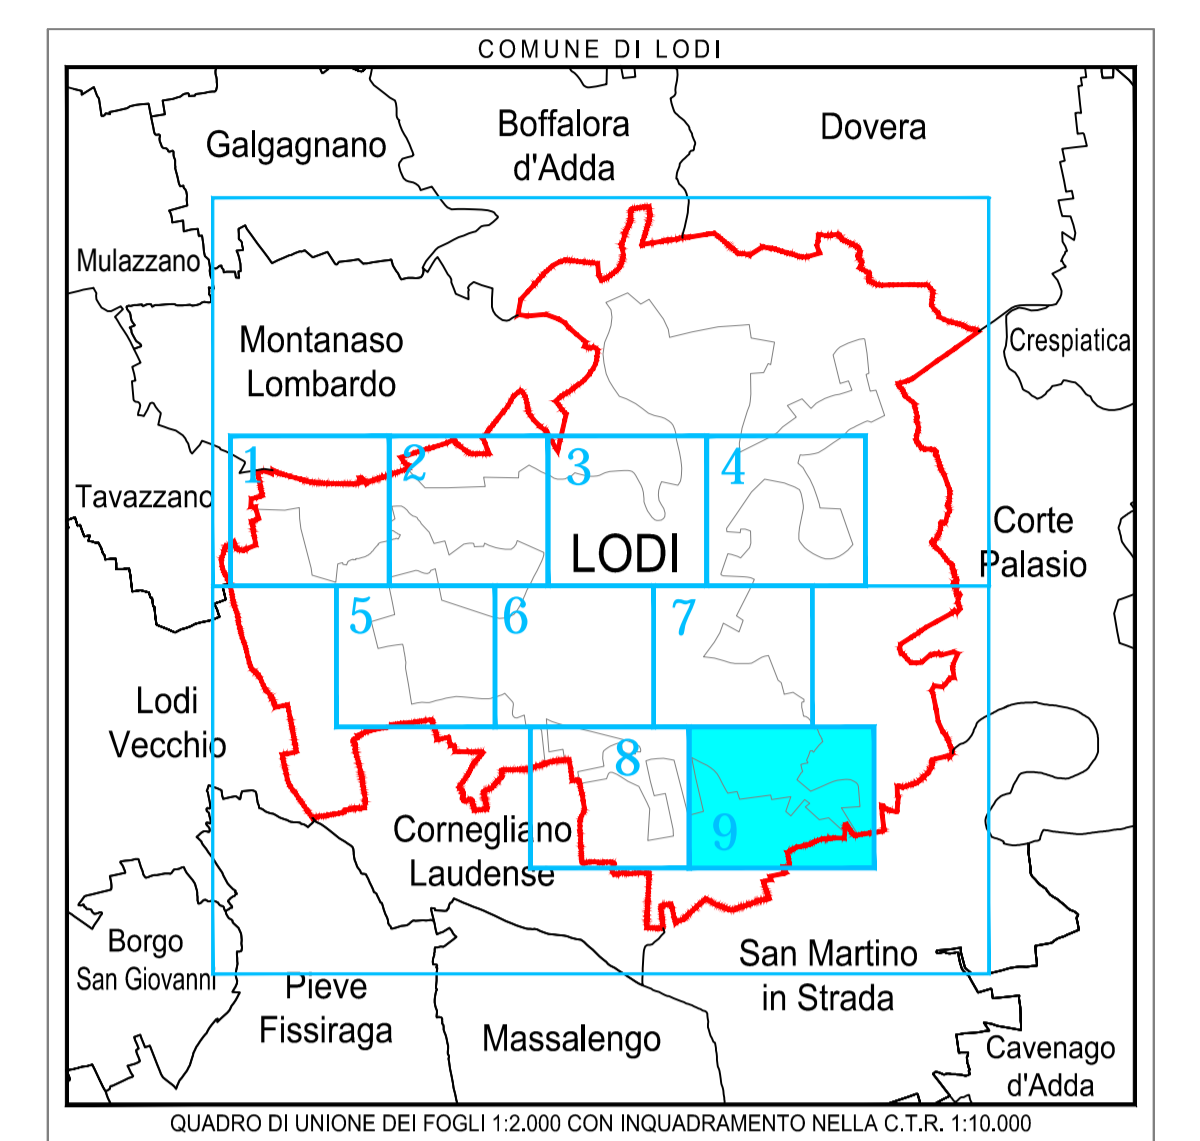 COMUNE DI LODI
Galgagnano
Boffalora
d'Adda
Dovera
Mulazzano
Montanaso
Lombardo
Crespiatica
1
2
3
4
Tavazzano
LODI
Corte
Palasio
5
6
7
Lodi
Vecchio
8
9
Cornegliano
Laudense
Borgo
San Giovanni
Pieve
Fissiraga
Massalengo
San Martino
in Strada
Cavenago
d'Adda
QUADRO DI UNIONE DEI FOGLI 1:2.000 CON INQUADRAMENTO NELLA C.T.R. 1:10.000